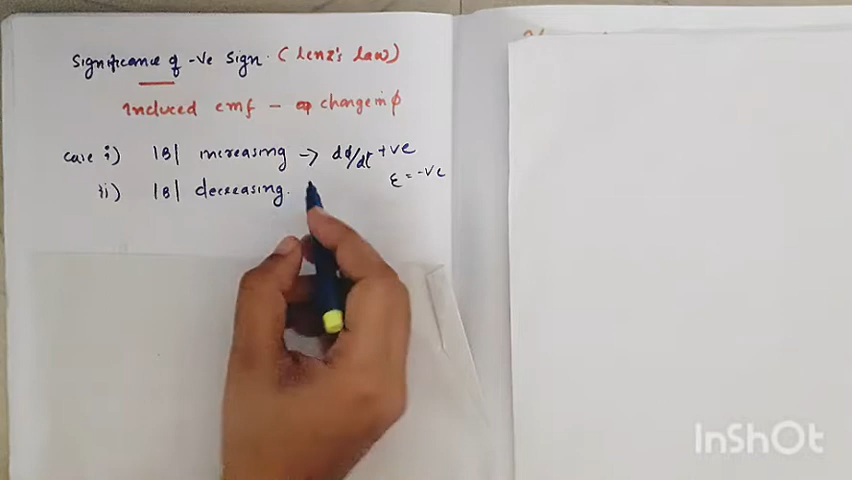 Significance of -ve Sign. (Lenz's Law)
Induced emf - change in ϕ
case i) |B| increasing → dϕ/dt +ve
ε = -ve
ii) |B| decreasing.
InShOt